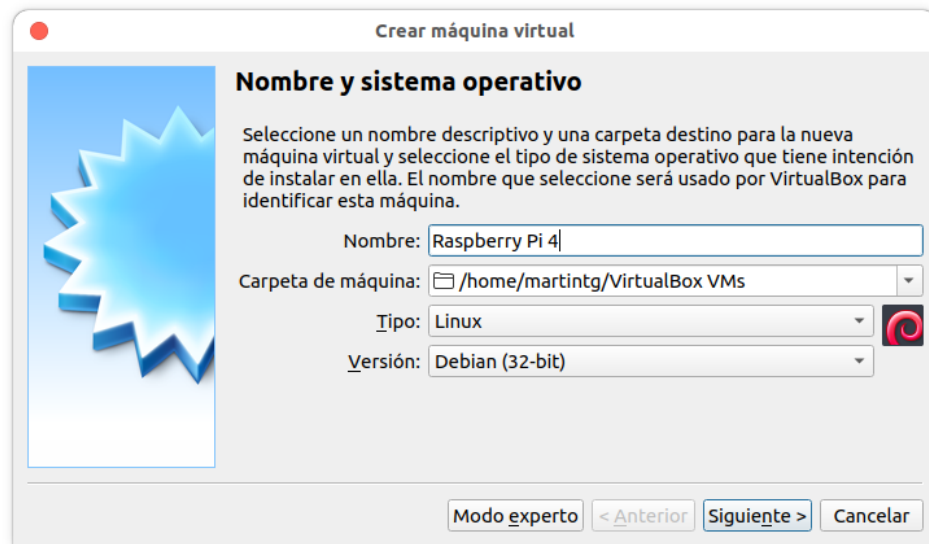 Crear máquina virtual
Nombre y sistema operativo
Seleccione un nombre descriptivo y una carpeta destino para la nueva
máquina virtual y seleccione el tipo de sistema operativo que tiene intención
de instalar en ella. El nombre que seleccione será usado por VirtualBox para
identificar esta máquina.
Nombre: Raspberry Pi 4
Carpeta de máquina: /home/martintg/VirtualBox VMs
Tipo: Linux
Versión: Debian (32-bit)
Modo experto < Anterior Siguiente > Cancelar